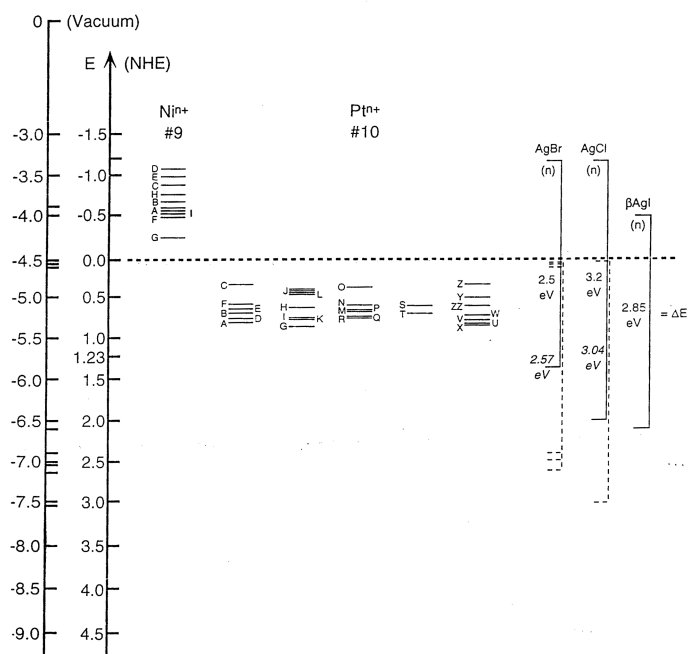 0 (Vacuum)
E (NHE)
Niⁿ⁺ Ptⁿ⁺
#9 #10
-3.0 -1.5
AgBr AgCl
(n) (n)
D
E
-3.5 -1.0
C
H
B
βAgI
(n)
A I
-4.0 -0.5
F
G
-4.5 0.0
C J L O Z
2.5 eV 3.2 eV
-5.0 0.5
F E B D A
H I K G
N M P R Q
S T
Y ZZ W V U X
2.85 eV = ΔE
1.0
1.23
2.57 eV 3.04 eV
-5.5
-6.0 1.5
-6.5 2.0
-7.0 2.5
-7.5 3.0
-8.0 3.5
-8.5 4.0
-9.0 4.5